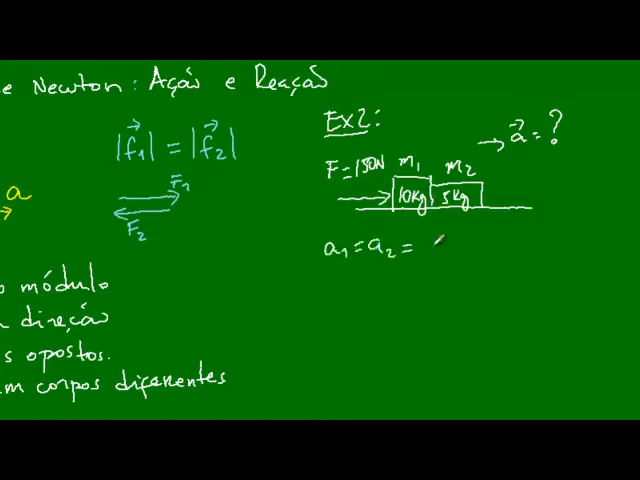 e Newton: Ação e Reação
|f1| = |f2|
F1
F2
a
o módulo
a direção
s opostos.
m corpos diferentes
Ex2:
→ a = ?
F=150N m1 m2
10kg 5kg
a1 = a2 =